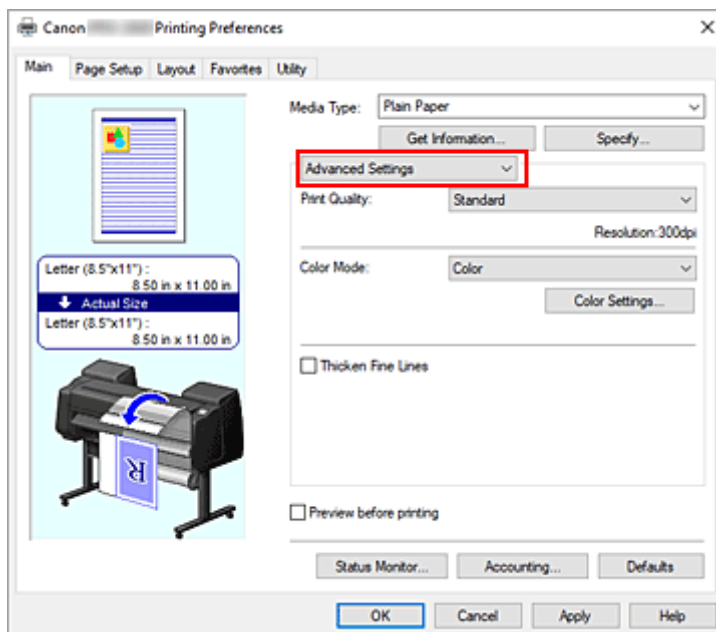 Canon Printing Preferences
Main Page Setup Layout Favorites Utility
Media Type: Plain Paper
Get Information... Specify...
Advanced Settings
Print Quality: Standard
Resolution:300dpi
Color Mode: Color
Color Settings...
Thicken Fine Lines
Letter (8.5"x11") :
8.50 in x 11.00 in
Actual Size
Letter (8.5"x11") :
8.50 in x 11.00 in
R
Preview before printing
Status Monitor... Accounting... Defaults
OK Cancel Apply Help